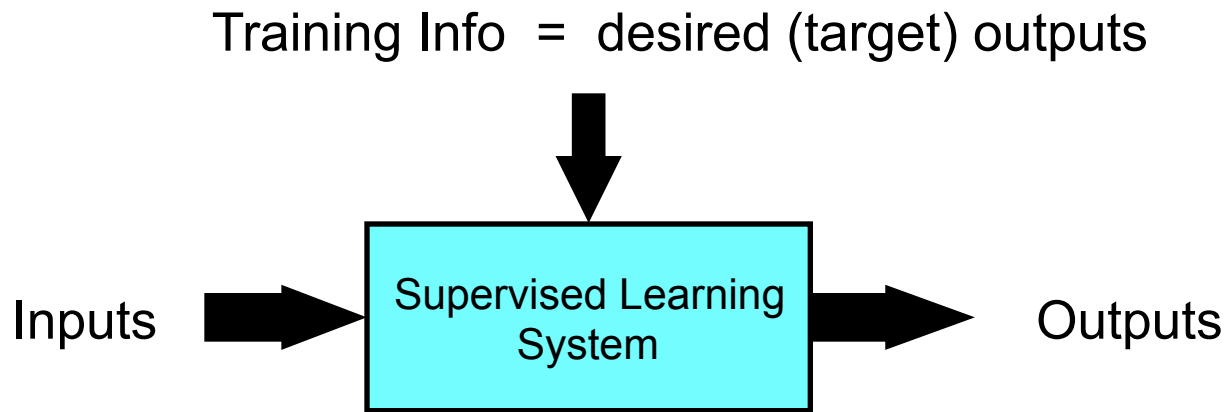 Training Info = desired (target) outputs
Inputs
Supervised Learning
System
Outputs